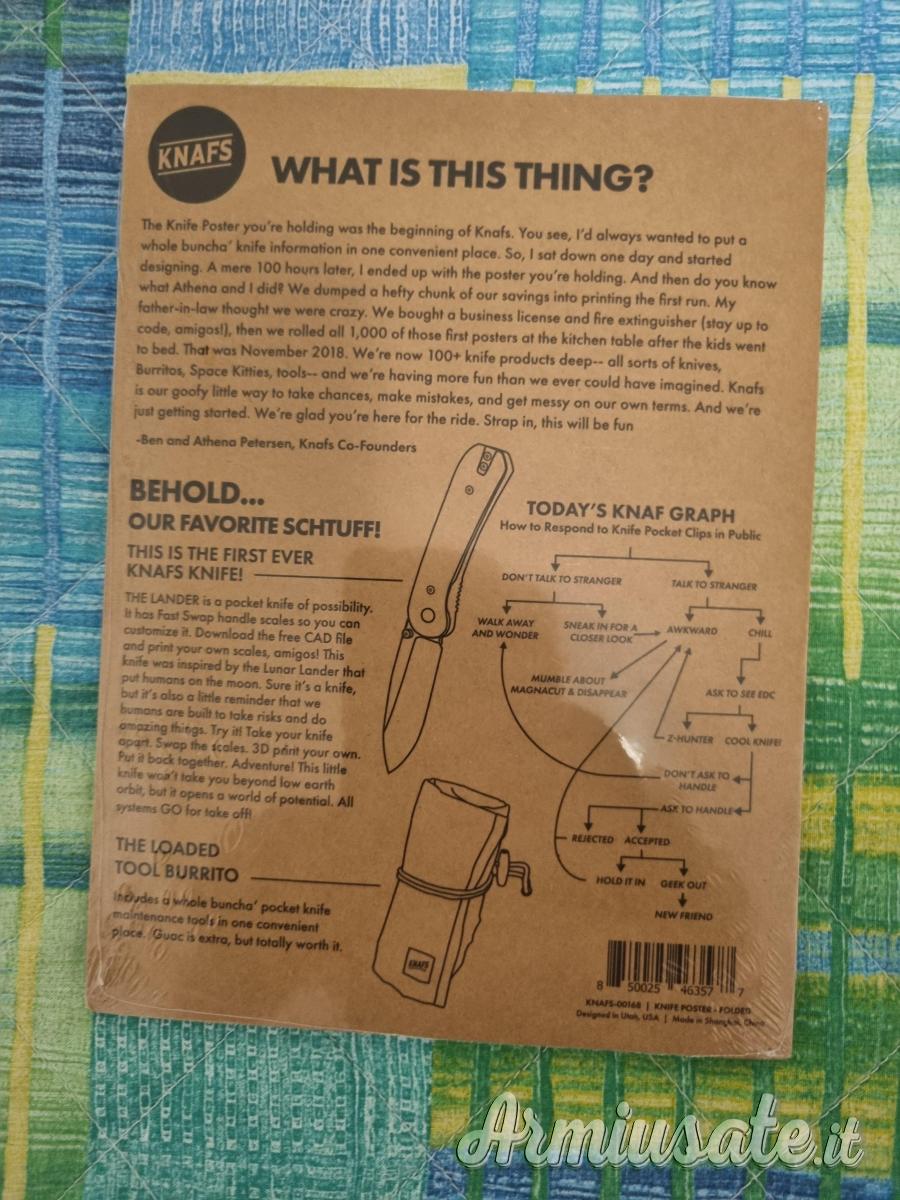 KNAFS
WHAT IS THIS THING?
The Knife Poster you're holding was the beginning of Knafs. You see, I'd always wanted to put a
whole buncha' knife information in one convenient place. So, I sat down one day and started
designing. A mere 100 hours later, I ended up with the poster you're holding. And then do you know
what Athena and I did? We dumped a hefty chunk of our savings into printing the first run. My
father-in-law thought we were crazy. We bought a business license and fire extinguisher (stay up to
code, amigos!), then we rolled all 1,000 of those first posters at the kitchen table after the kids went
to bed. That was November 2018. We're now 100+ knife products deep-- all sorts of knives,
Burritos, Space Kitties, tools-- and we're having more fun than we ever could have imagined. Knafs
is our goofy little way to take chances, make mistakes, and get messy on our own terms. And we're
just getting started. We're glad you're here for the ride. Strap in, this will be fun
-Ben and Athena Petersen, Knafs Co-Founders
BEHOLD...
OUR FAVORITE SCHTUFF!
THIS IS THE FIRST EVER
KNAFS KNIFE!
THE LANDER is a pocket knife of possibility.
It has Fast Swap handle scales so you can
customize it. Download the free CAD file
and print your own scales, amigos! This
knife was inspired by the Lunar Lander that
put humans on the moon. Sure it's a knife,
but it's also a little reminder that we
humans are built to take risks and do
amazing things. Try it! Take your knife
apart. Swap the scales. 3D print your own.
Put it back together. Adventure! This little
knife won't take you beyond low earth
orbit, but it opens a world of potential. All
systems GO for take off!
THE LOADED
TOOL BURRITO
Includes a whole buncha' pocket knife
maintenance tools in one convenient
place. Guac is extra, but totally worth it.
KNAFS
TODAY'S KNAF GRAPH
How to Respond to Knife Pocket Clips in Public
DON'T TALK TO STRANGER
TALK TO STRANGER
WALK AWAY
AND WONDER
SNEAK IN FOR A
CLOSER LOOK
AWKWARD
CHILL
MUMBLE ABOUT
MAGNACUT & DISAPPEAR
ASK TO SEE EDC
Z-HUNTER
COOL KNIFE!
DON'T ASK TO
HANDLE
ASK TO HANDLE
REJECTED
ACCEPTED
HOLD IT IN
GEEK OUT
NEW FRIEND
8 50025 46357 7
KNAFS-00168 | KNIFE POSTER - FOLDED
Designed in Utah, USA | Made in Shanghai, China
Armiusate.it